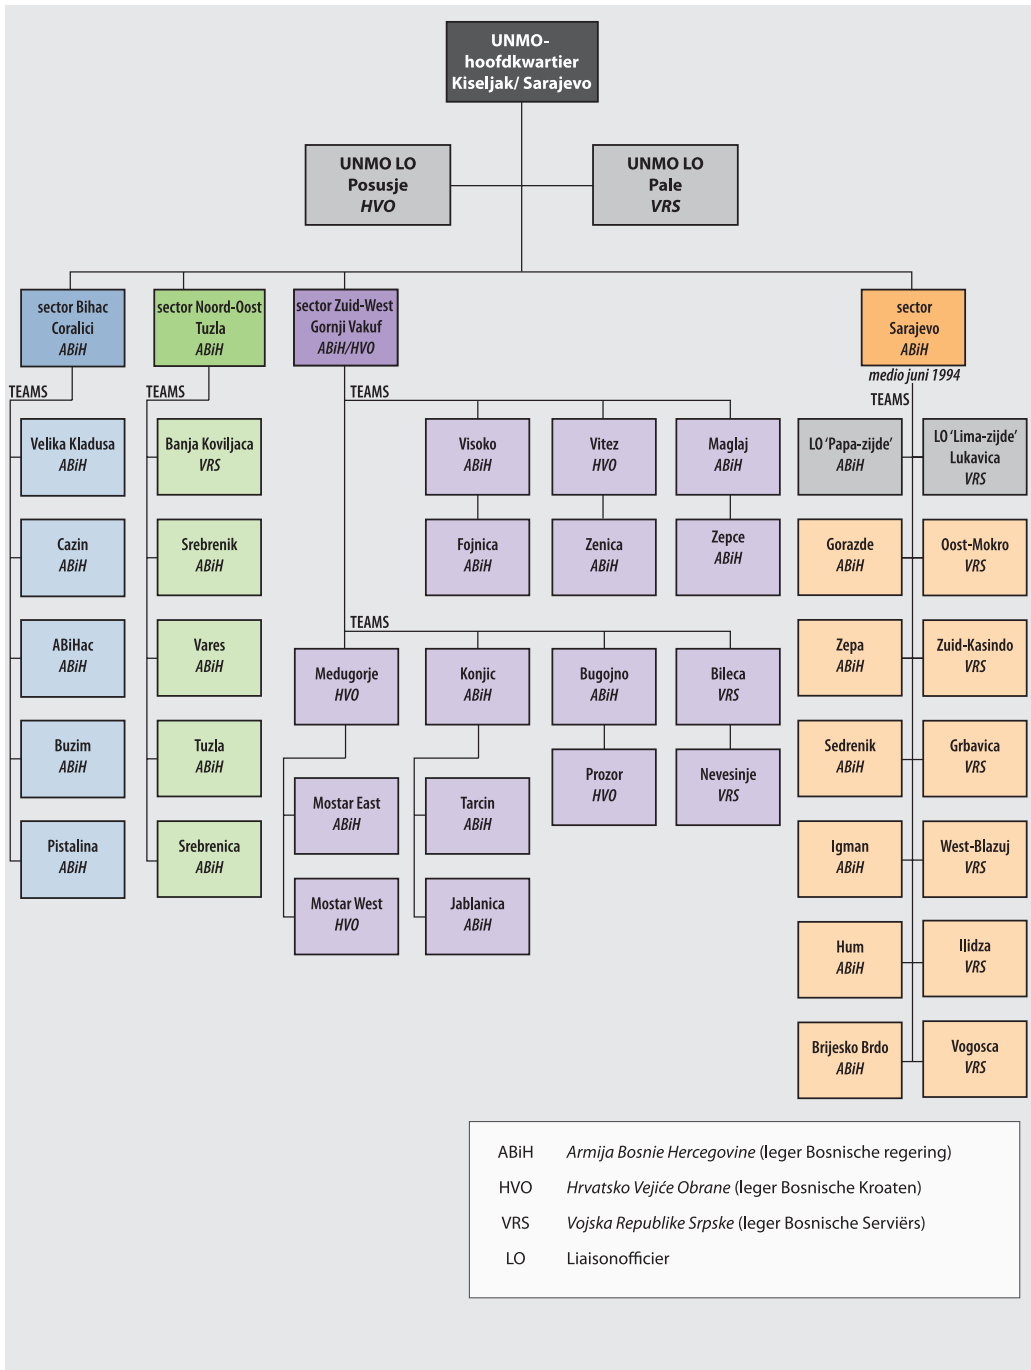 UNMO-
hoofdkwartier
Kiseljak/ Sarajevo
UNMO LO
Posusje
HVO
UNMO LO
Pale
VRS
sector Bihac
Coralici
ABiH
sector Noord-Oost
Tuzla
ABiH
sector Zuid-West
Gornji Vakuf
ABiH/HVO
sector
Sarajevo
ABiH
medio juni 1994
TEAMS
Velika Kladusa
ABiH
Cazin
ABiH
ABiHac
ABiH
Buzim
ABiH
Pistalina
ABiH
TEAMS
Banja Koviljaca
VRS
Srebrenik
ABiH
Vares
ABiH
Tuzla
ABiH
Srebrenica
ABiH
TEAMS
Visoko
ABiH
Vitez
HVO
Maglaj
ABiH
Fojnica
ABiH
Zenica
ABiH
Zepce
ABiH
TEAMS
Medugorje
HVO
Konjic
ABiH
Bugojno
ABiH
Bileca
VRS
Prozor
HVO
Nevesinje
VRS
Mostar East
ABiH
Tarcin
ABiH
Mostar West
HVO
Jablanica
ABiH
TEAMS
LO ‘Papa-zijde’
ABiH
LO ‘Lima-zijde’
Lukavica
VRS
Gorazde
ABiH
Oost-Mokro
VRS
Zepa
ABiH
Zuid-Kasindo
VRS
Sedrenik
ABiH
Grbavica
VRS
Igman
ABiH
West-Blazuj
VRS
Hum
ABiH
Ilidza
VRS
Brijesko Brdo
ABiH
Vogosca
VRS
ABiH Armija Bosnie Hercegovine (leger Bosnische regering)
HVO Hrvatsko Vejiće Obrane (leger Bosnische Kroaten)
VRS Vojska Republike Srpske (leger Bosnische Serviërs)
LO Liaisonofficier